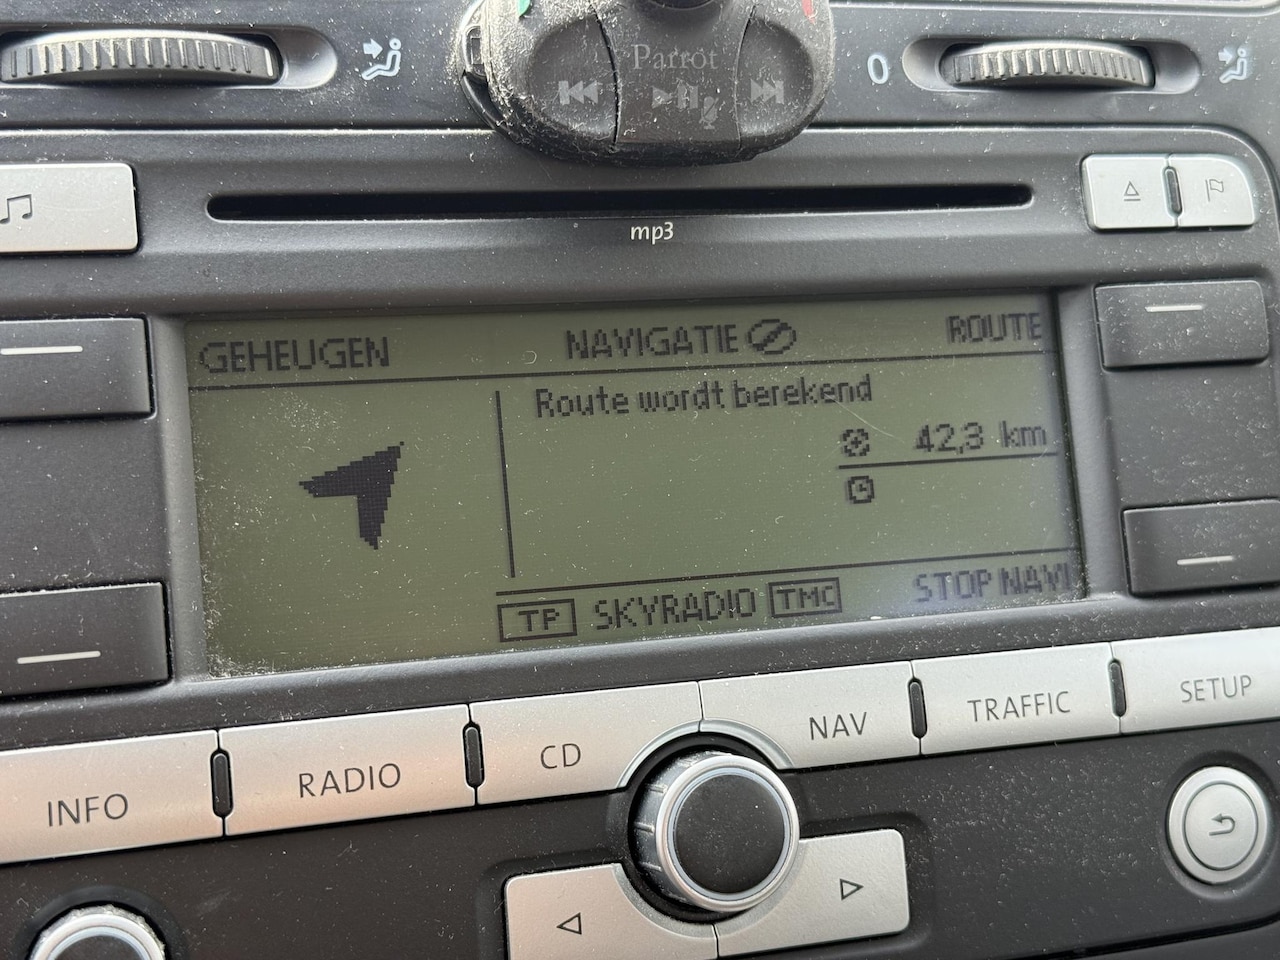 Parrot
0
mp3
GEHEUGEN NAVIGATIE ROUTE
Route wordt berekend
42,3 km
TP SKYRADIO TMC STOP NAVI
INFO RADIO CD NAV TRAFFIC SETUP